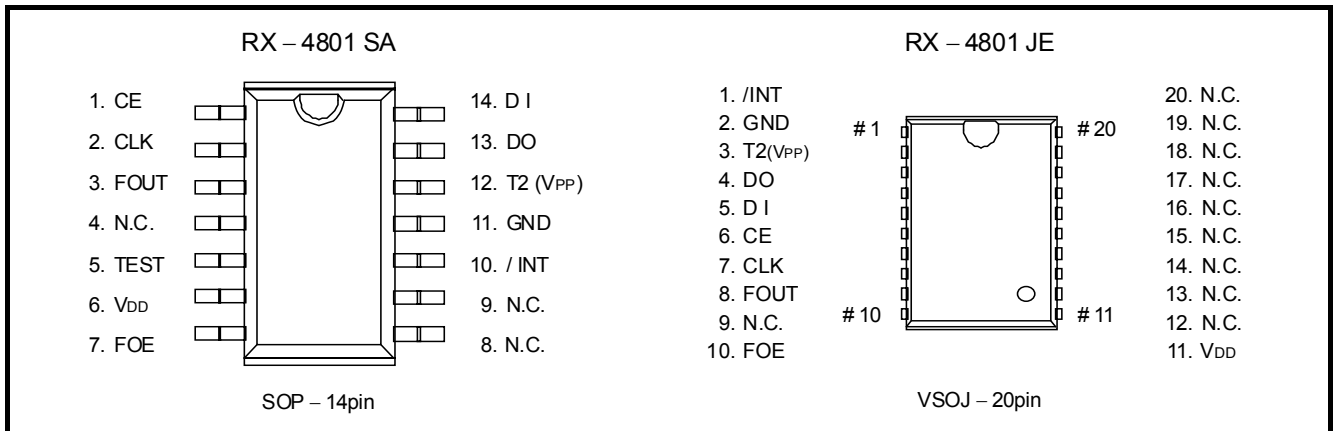 RX – 4801 SA
1. CE
2. CLK
3. FOUT
4. N.C.
5. TEST
6. VDD
7. FOE
14. D I
13. DO
12. T2 (VPP)
11. GND
10. / INT
9. N.C.
8. N.C.
SOP – 14pin
RX – 4801 JE
1. /INT
2. GND
3. T2(VPP)
4. DO
5. D I
6. CE
7. CLK
8. FOUT
9. N.C.
10. FOE
# 1
# 10
# 20
# 11
20. N.C.
19. N.C.
18. N.C.
17. N.C.
16. N.C.
15. N.C.
14. N.C.
13. N.C.
12. N.C.
11. VDD
VSOJ – 20pin